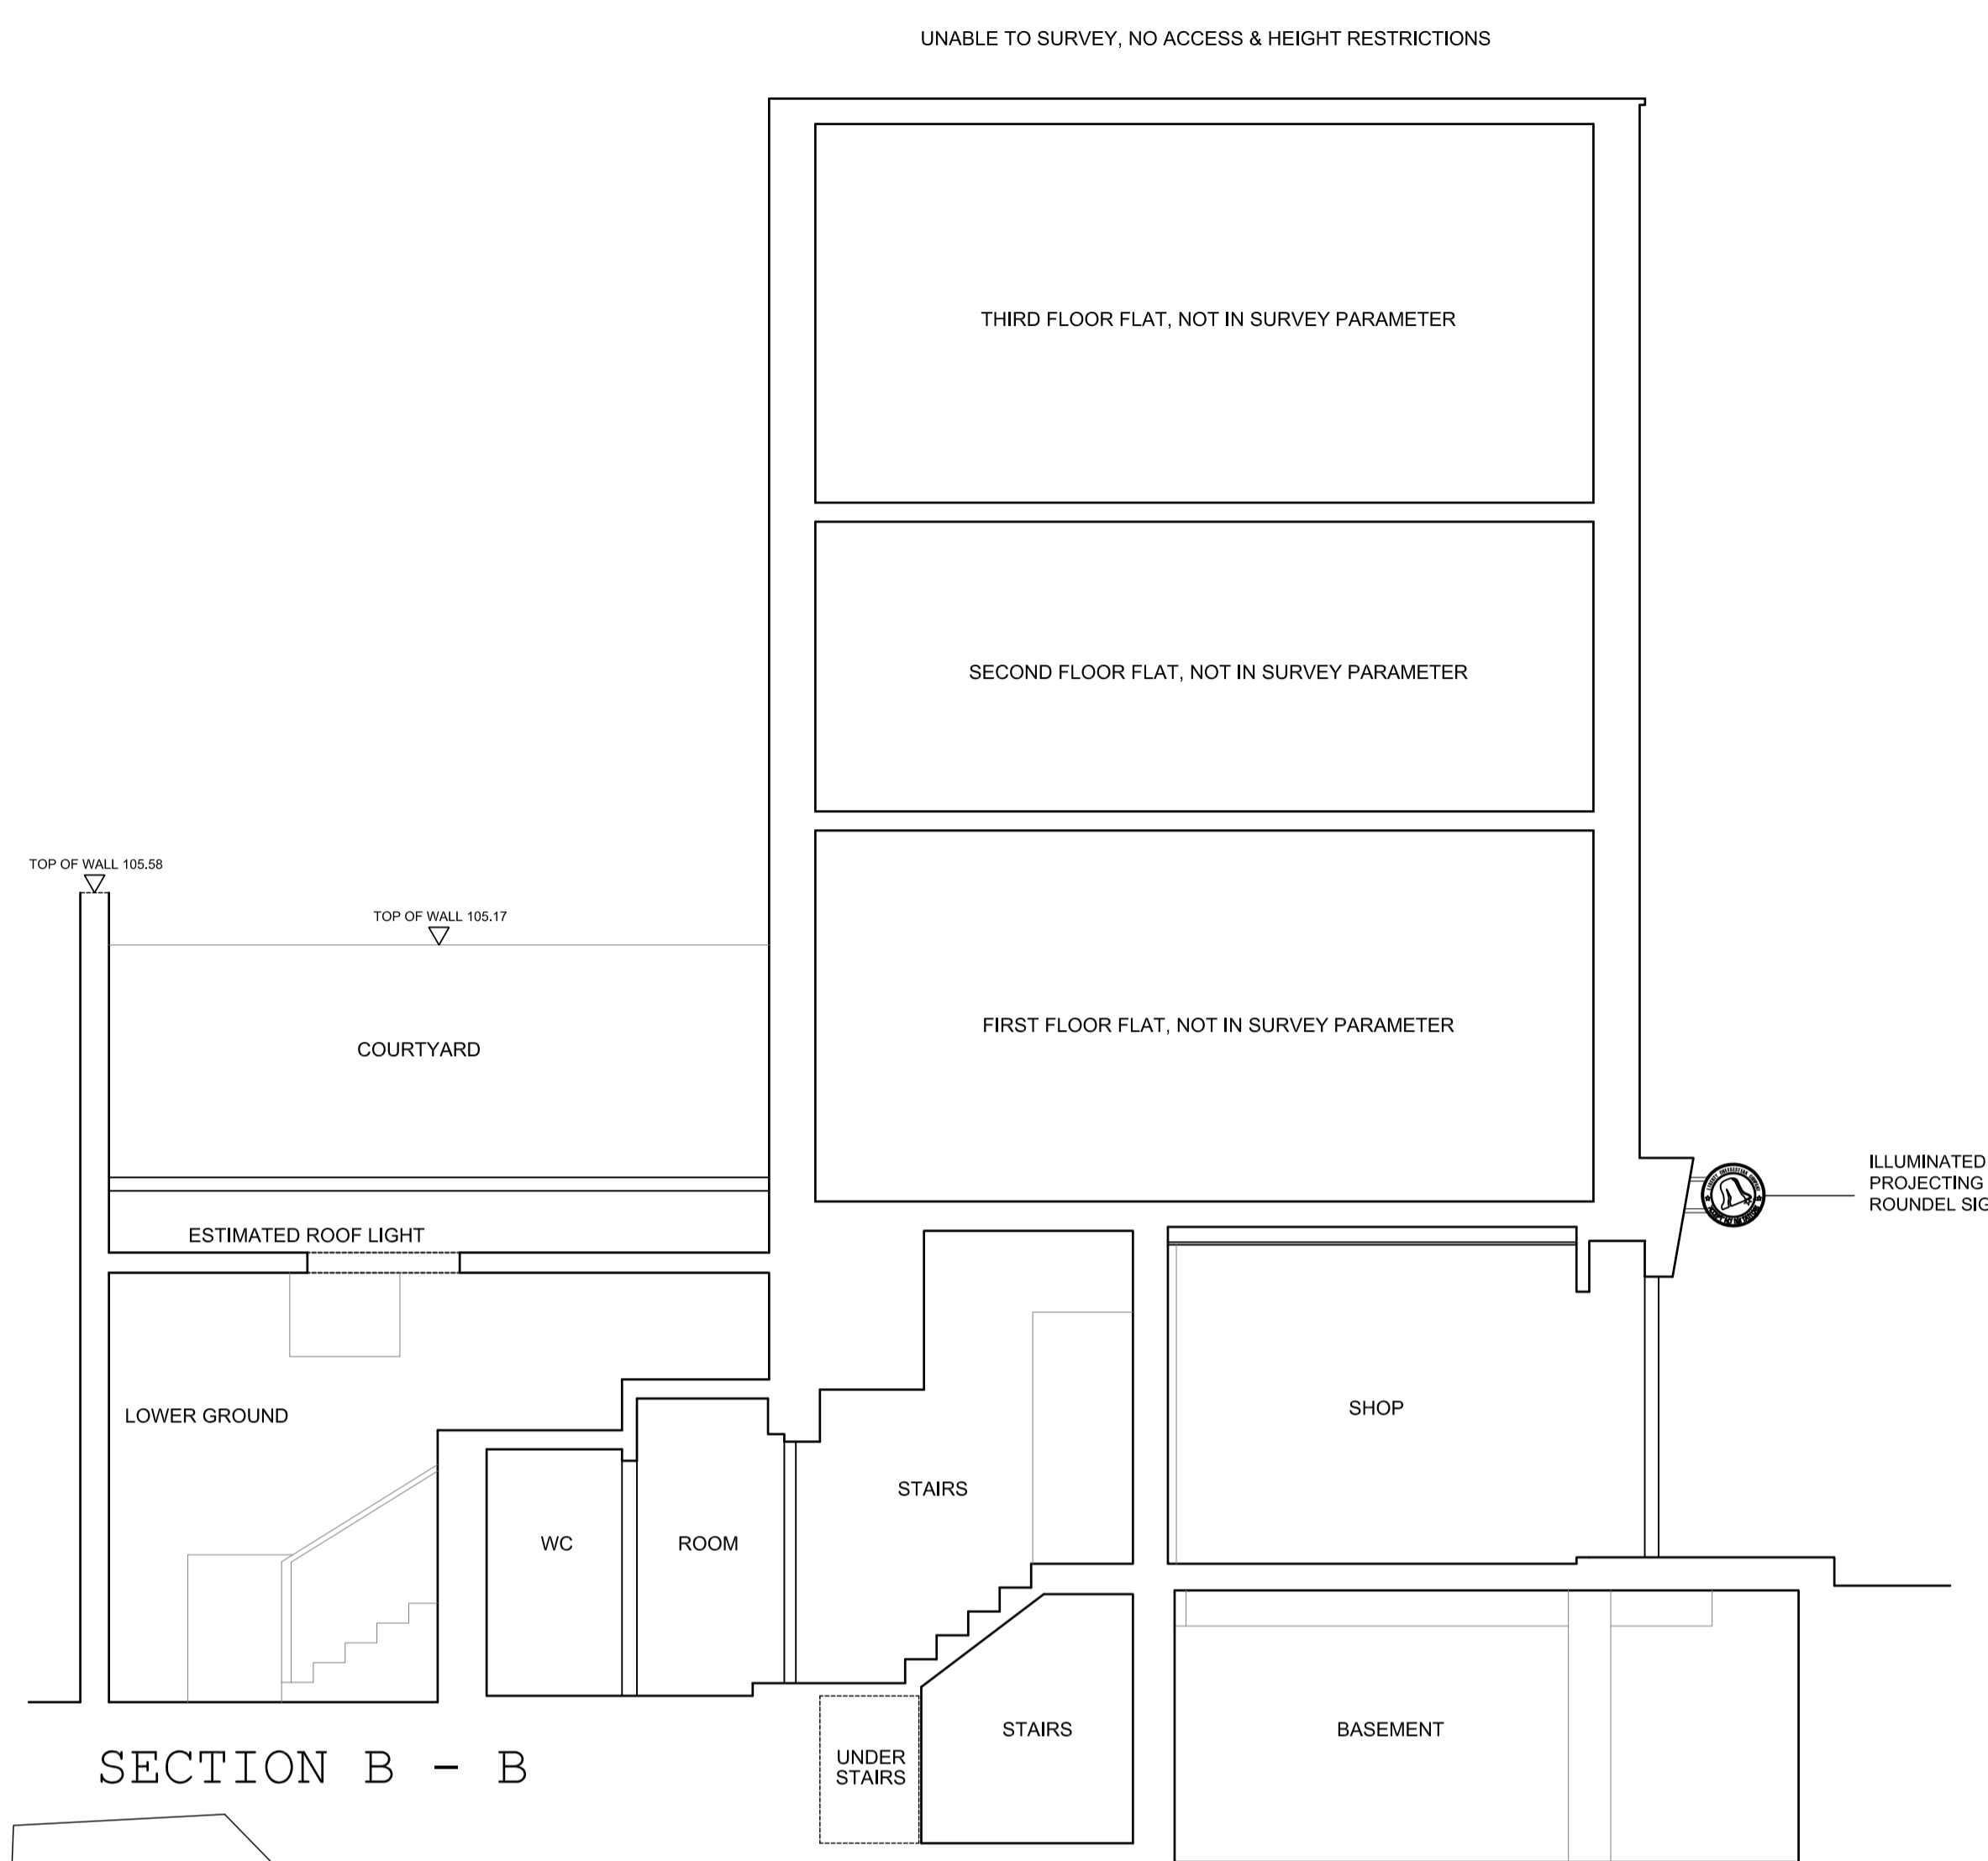 UNABLE TO SURVEY, NO ACCESS & HEIGHT RESTRICTIONS
THIRD FLOOR FLAT, NOT IN SURVEY PARAMETER
SECOND FLOOR FLAT, NOT IN SURVEY PARAMETER
TOP OF WALL 105.58
TOP OF WALL 105.17
COURTYARD
FIRST FLOOR FLAT, NOT IN SURVEY PARAMETER
ILLUMINATED
PROJECTING
ROUNDEL SIG
ESTIMATED ROOF LIGHT
LOWER GROUND
SHOP
STAIRS
WC
ROOM
UNDER
STAIRS
STAIRS
BASEMENT
SECTION B - B